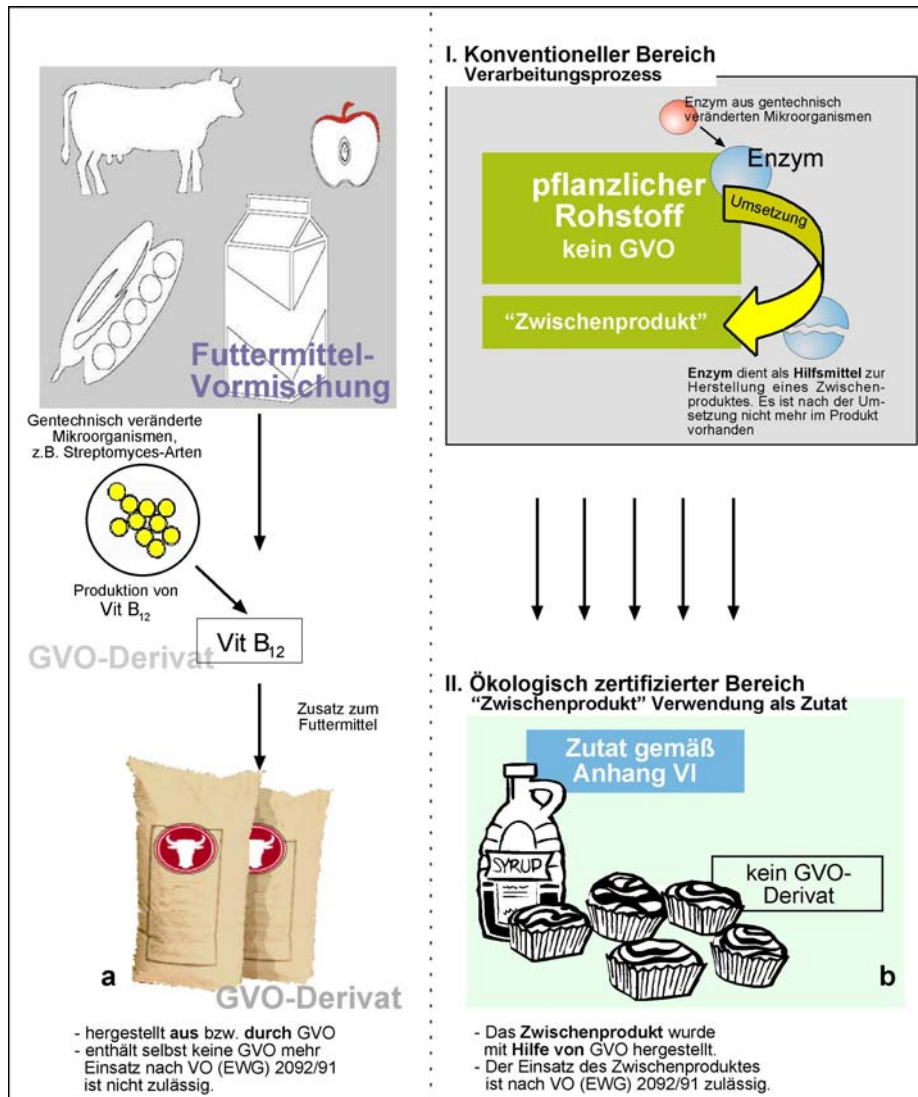 Futtermittel-
Vormischung
Gentechnisch veränderte
Mikroorganismen,
z.B. Streptomyces-Arten
Produktion von
Vit B12
Vit B12
GVO-Derivat
Zusatz zum
Futtermittel
a
GVO-Derivat
- hergestellt aus bzw. durch GVO
- enthält selbst keine GVO mehr
Einsatz nach VO (EWG) 2092/91
ist nicht zulässig.
I. Konventioneller Bereich
Verarbeitungsprozess
Enzym aus gentechnisch
veränderten Mikroorganismen
Enzym
pflanzlicher
Rohstoff
kein GVO
Umsetzung
“Zwischenprodukt”
Enzym dient als Hilfsmittel zur
Herstellung eines Zwischen-
produktes. Es ist nach der Um-
setzung nicht mehr im Produkt
vorhanden
II. Ökologisch zertifizierter Bereich
“Zwischenprodukt” Verwendung als Zutat
Zutat gemäß
Anhang VI
SYRUP
kein GVO-
Derivat
b
- Das Zwischenprodukt wurde
mit Hilfe von GVO hergestellt.
- Der Einsatz des Zwischenproduktes
ist nach VO (EWG) 2092/91 zulässig.